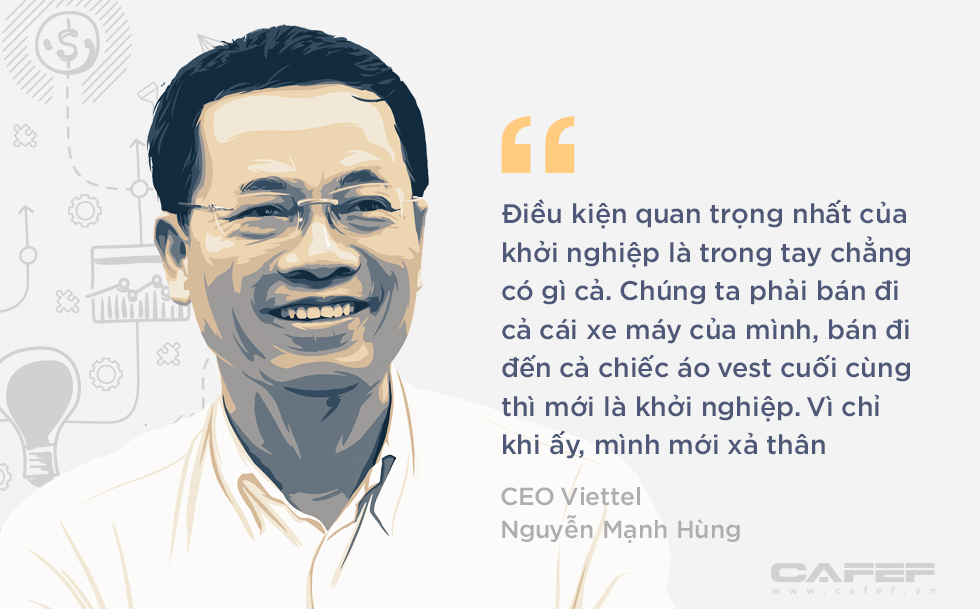 “
Điều kiện quan trọng nhất của
khởi nghiệp là trong tay chẳng
có gì cả. Chúng ta phải bán đi
cả cái xe máy của mình, bán đi
đến cả chiếc áo vest cuối cùng
thì mới là khởi nghiệp. Vì chỉ
khi ấy, mình mới xả thân
CEO Viettel
Nguyễn Mạnh Hùng
CAFEF
www.cafef.vn
$